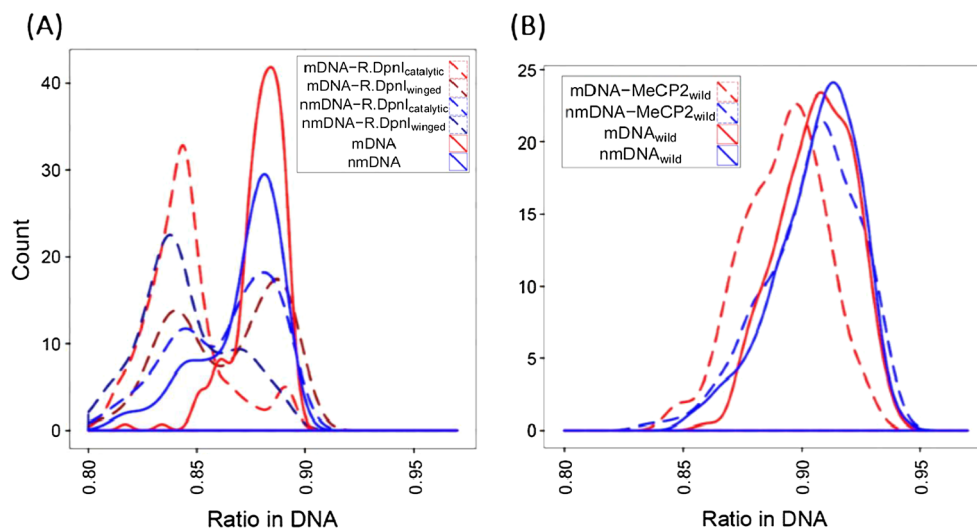 (A)
mDNA–R.DpnIcatalytic
mDNA–R.DpnIwinged
nmDNA–R.DpnIcatalytic
nmDNA–R.DpnIwinged
mDNA
nmDNA
40
30
20
10
0
Count
0.80
0.85
0.90
0.95
Ratio in DNA
(B)
mDNA–MeCP2wild
nmDNA–MeCP2wild
mDNAwild
nmDNAwild
25
20
15
10
5
0
0.80
0.85
0.90
0.95
Ratio in DNA